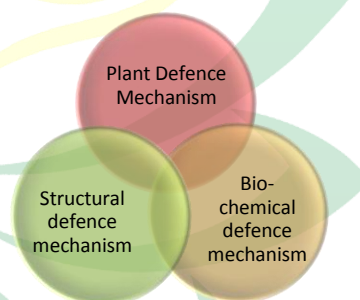 Plant Defence
Mechanism
Structural
defence
mechanism
Bio-
chemical
defence
mechanism